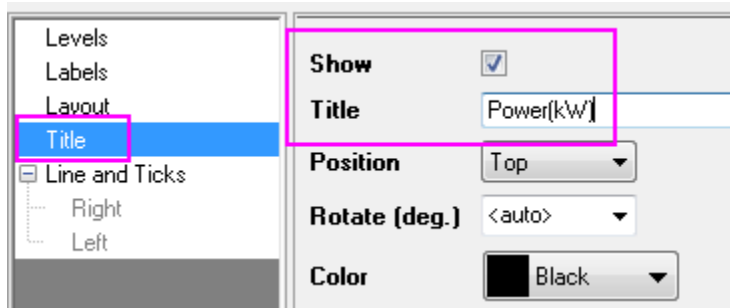 Levels
Labels
Layout
Title
Line and Ticks
Right
Left
Show
Title Power(kW)
Position Top
Rotate (deg.) <auto>
Color Black